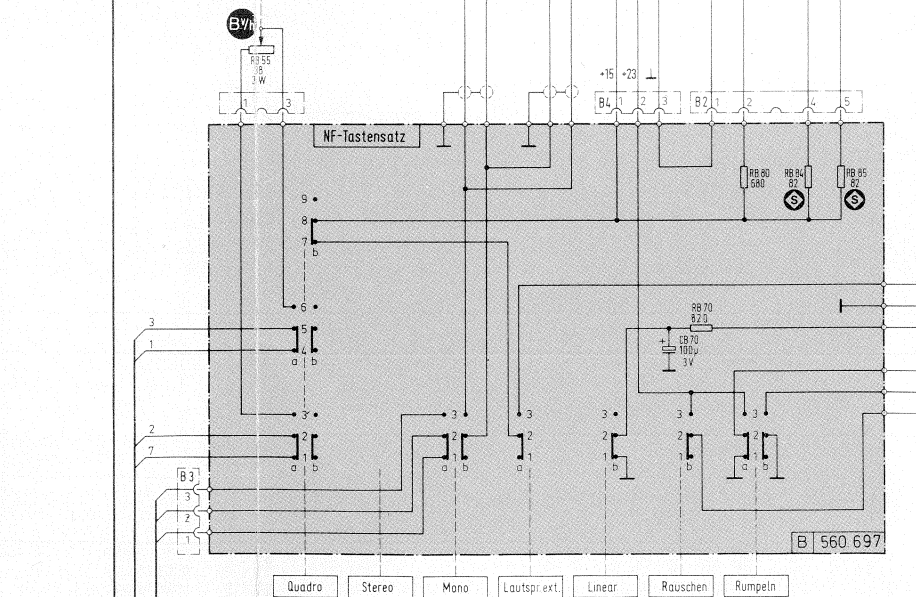 RB 55
3 W
1 3
+15 +23
B4 1 2 3 B2 1 2 4 5
NF-Tastensatz
RB 80
680
RB 84
82
S
RB 85
82
S
9
8
7
b
6
5
4
a b
RB 70
820
+
CB 70
100µ
3V
3
1
3 3 3 3 3 3
2 2 2 2 2 2
1 1 1 1 1 1
a b a b a b b a b
2
7
B3
3
2
1
B 560 697
Quadro Stereo Mono Lautspr.ext. Linear Rauschen Rumpeln